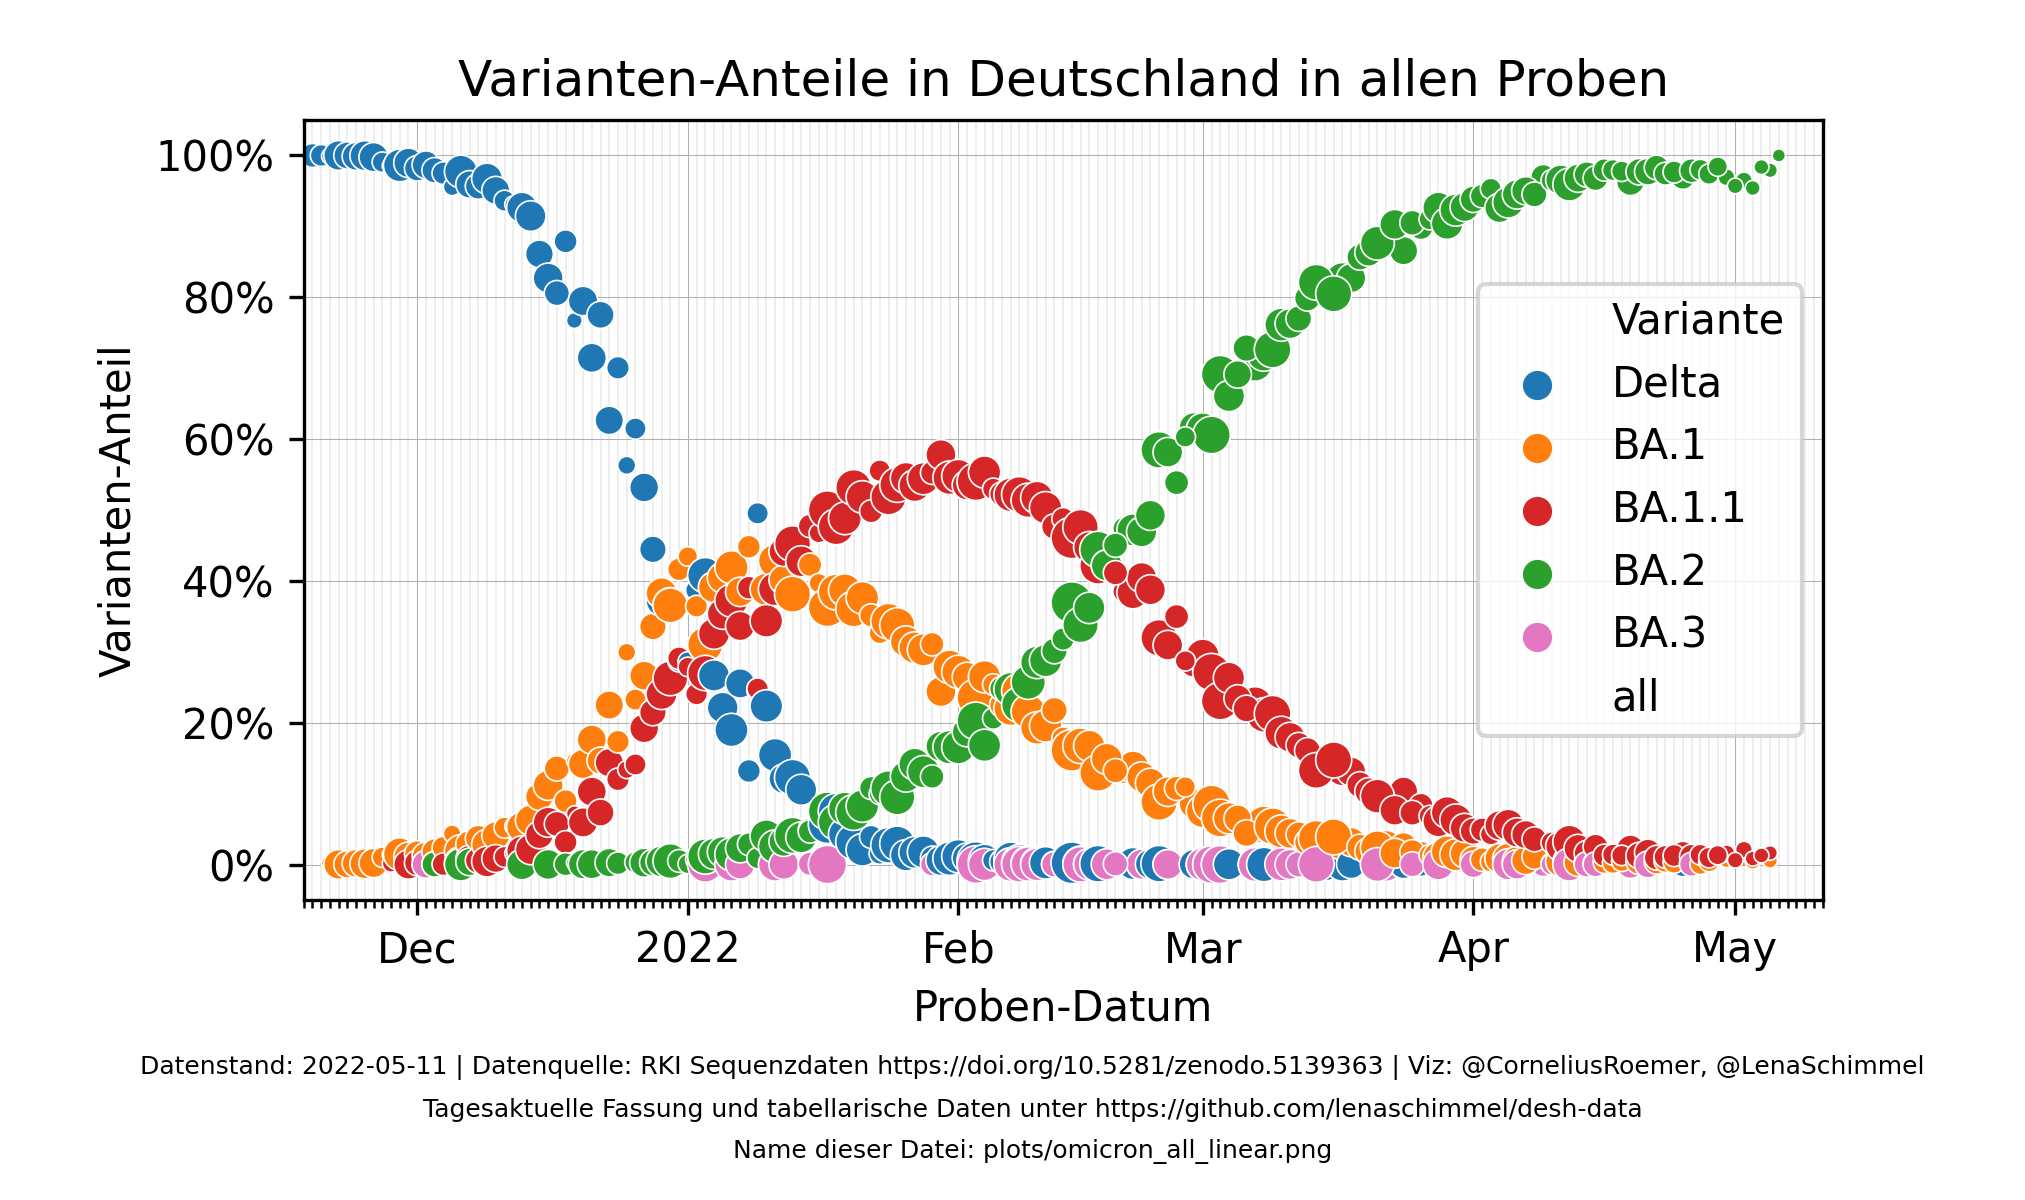 Varianten-Anteile in Deutschland in allen Proben
100%
80%
60%
40%
20%
0%
Varianten-Anteil
Variante
Delta
BA.1
BA.1.1
BA.2
BA.3
all
Dec 2022 Feb Mar Apr May
Proben-Datum
Datenstand: 2022-05-11 | Datenquelle: RKI Sequenzdaten https://doi.org/10.5281/zenodo.5139363 | Viz: @CorneliusRoemer, @LenaSchimmel
Tagesaktuelle Fassung und tabellarische Daten unter https://github.com/lenaschimmel/desh-data
Name dieser Datei: plots/omicron_all_linear.png